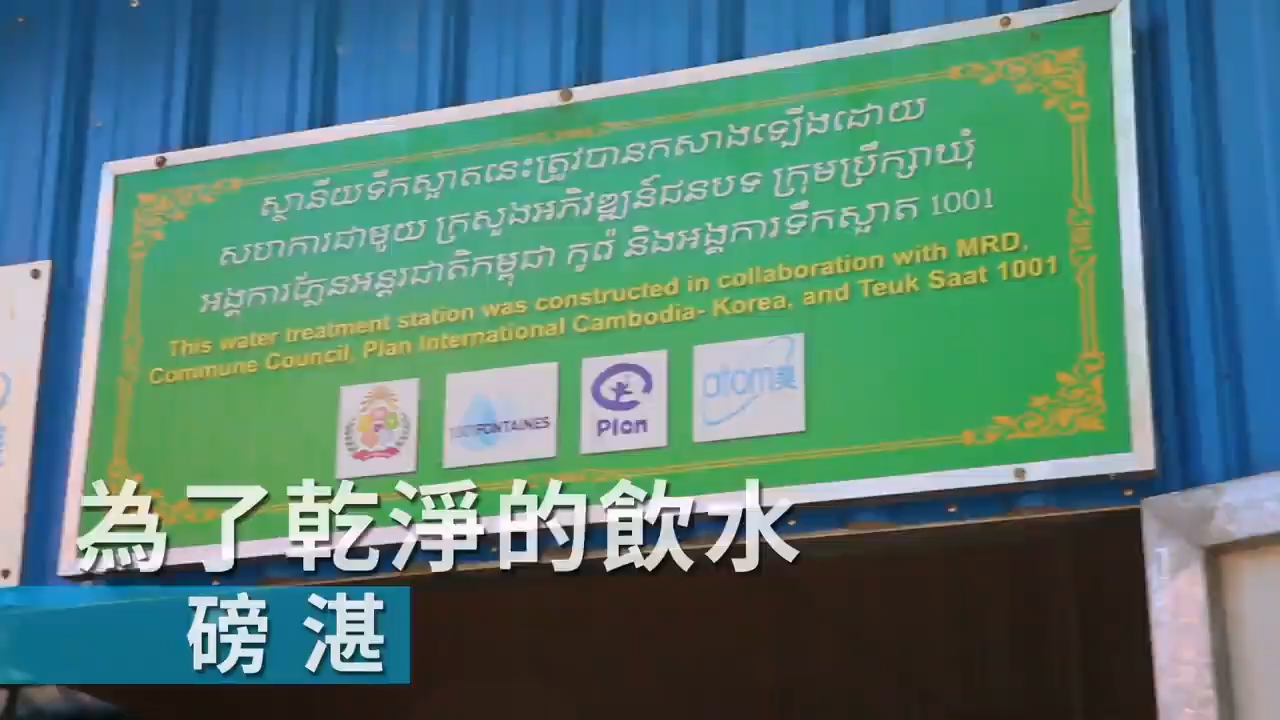 ស្ថានីយទឹកស្អាតនេះត្រូវបានកសាងឡើងដោយ
សហការជាមួយ ក្រសួងអភិវឌ្ឍន៍ជនបទ ក្រុមប្រឹក្សាឃុំ
អង្គការភ្លែនអន្តរជាតិកម្ពុជា កូរ៉េ និងអង្គការទឹកស្អាត 1001
This water treatment station was constructed in collaboration with MRD,
Commune Council, Plan International Cambodia- Korea, and Teuk Saat 1001
1001FONTAINES
Plan
atom美
為了乾淨的飲水
磅湛